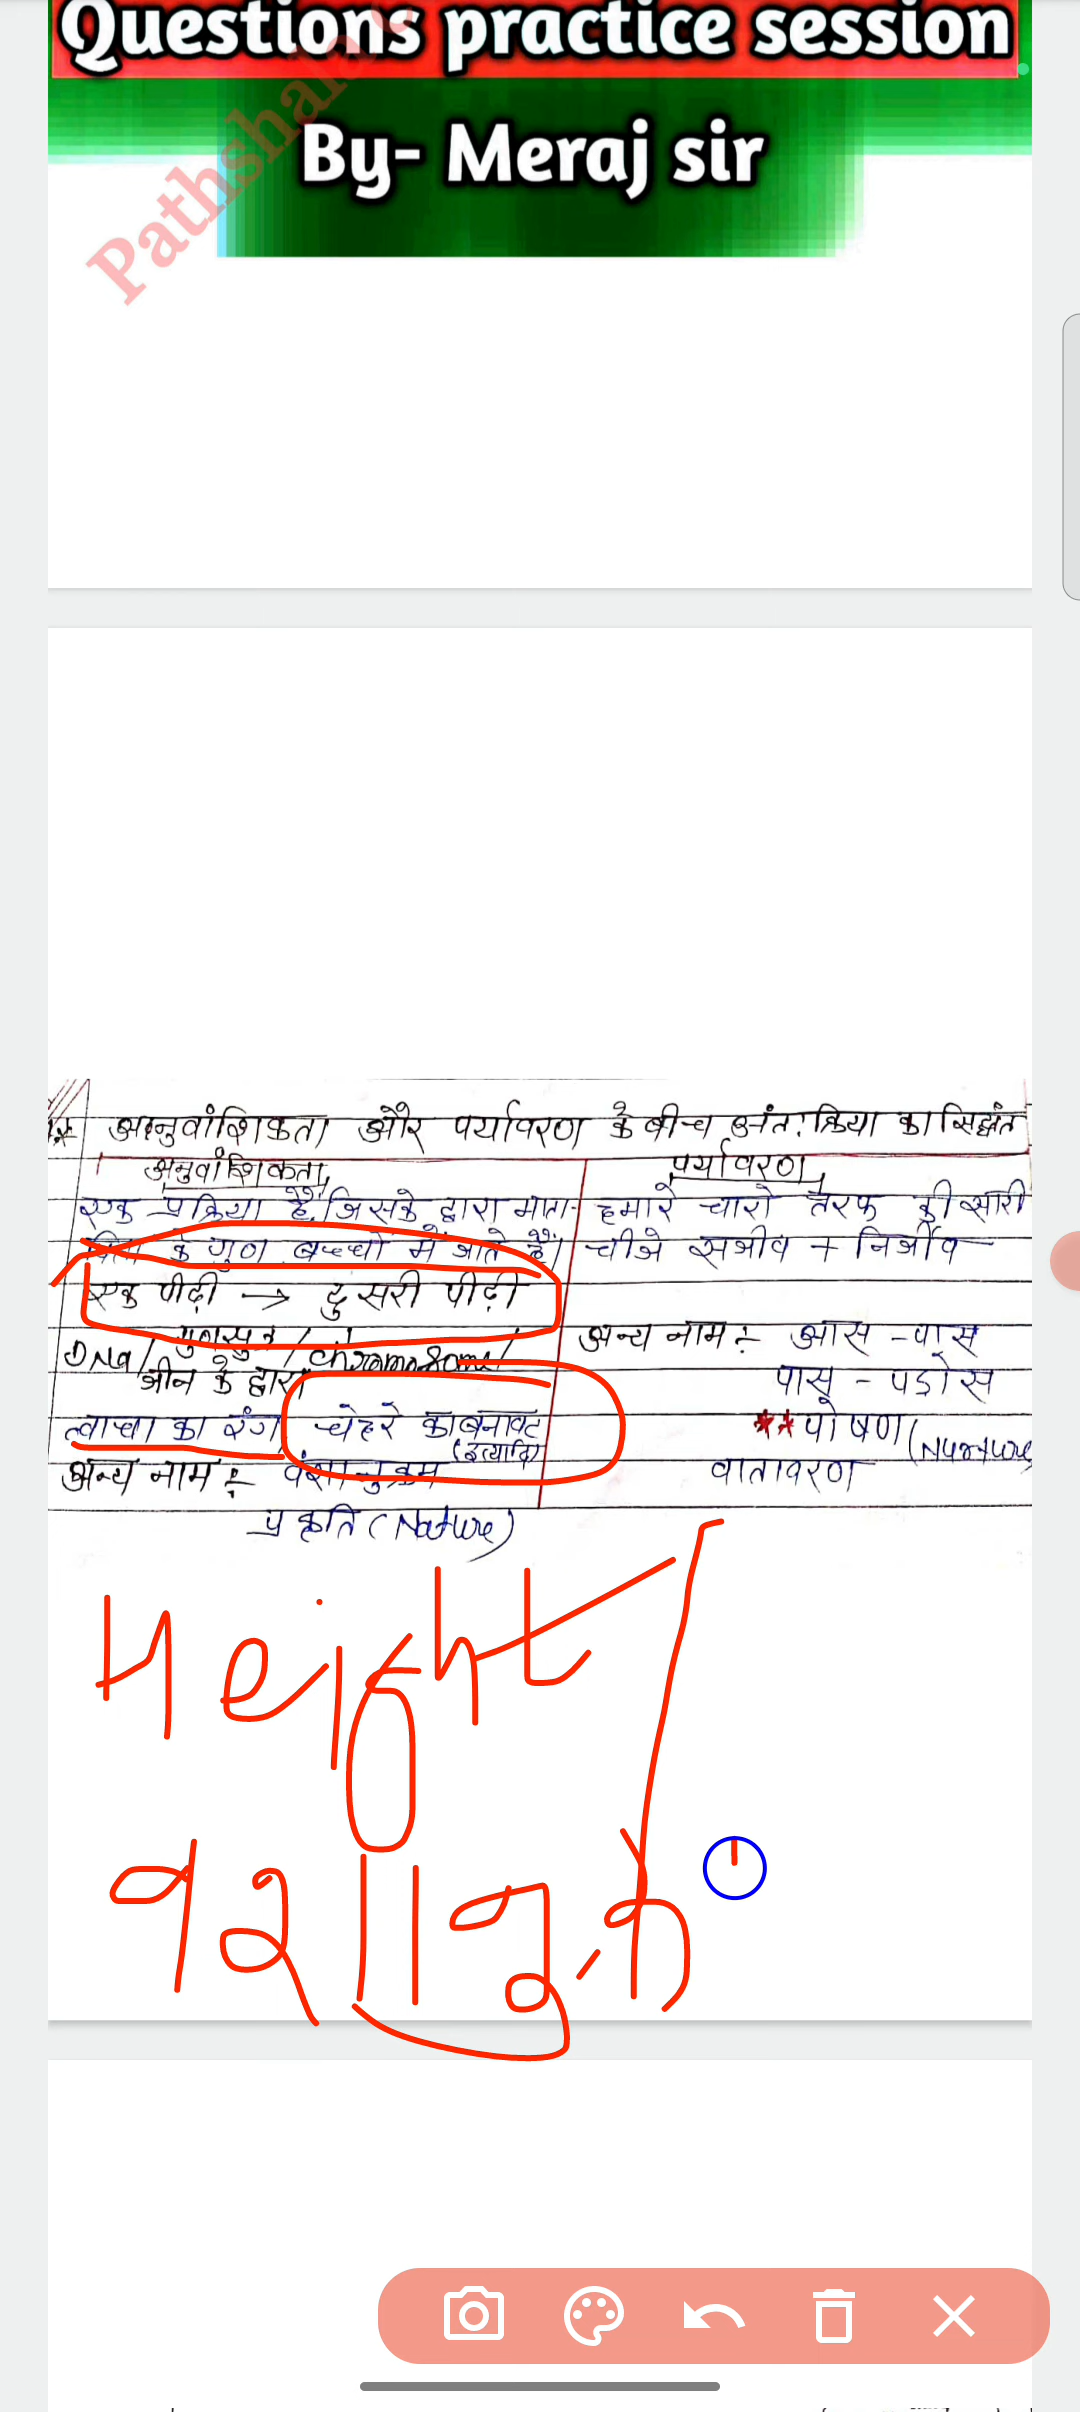 Questions practice session
By- Meraj sir
Pathshala
अनुवांशिकता और पर्यावरण के बीच अंत:क्रिया का सिद्धंत
अनुवांशिकता
एक प्रक्रिया है, जिसके द्वारा माता-
पिता के गुण बच्चो में आते हैं।
एक पीढ़ी → दुसरी पीढ़ी
DNA / गुणसुत्र / chromosome /
जीन के द्वारा
त्वाचा का रंग चेहरे का बनावट
(इत्यादि)
अन्य नाम :- वंशानुक्रम
प्रकृति (Nature)
पर्यावरण
हमारे चारो तरफ की सारी
चीजे सजीव + निर्जीव
अन्य नाम :- आस - पास
पास - पडोस
**पोषण (Nurture)
वातावरण
Height